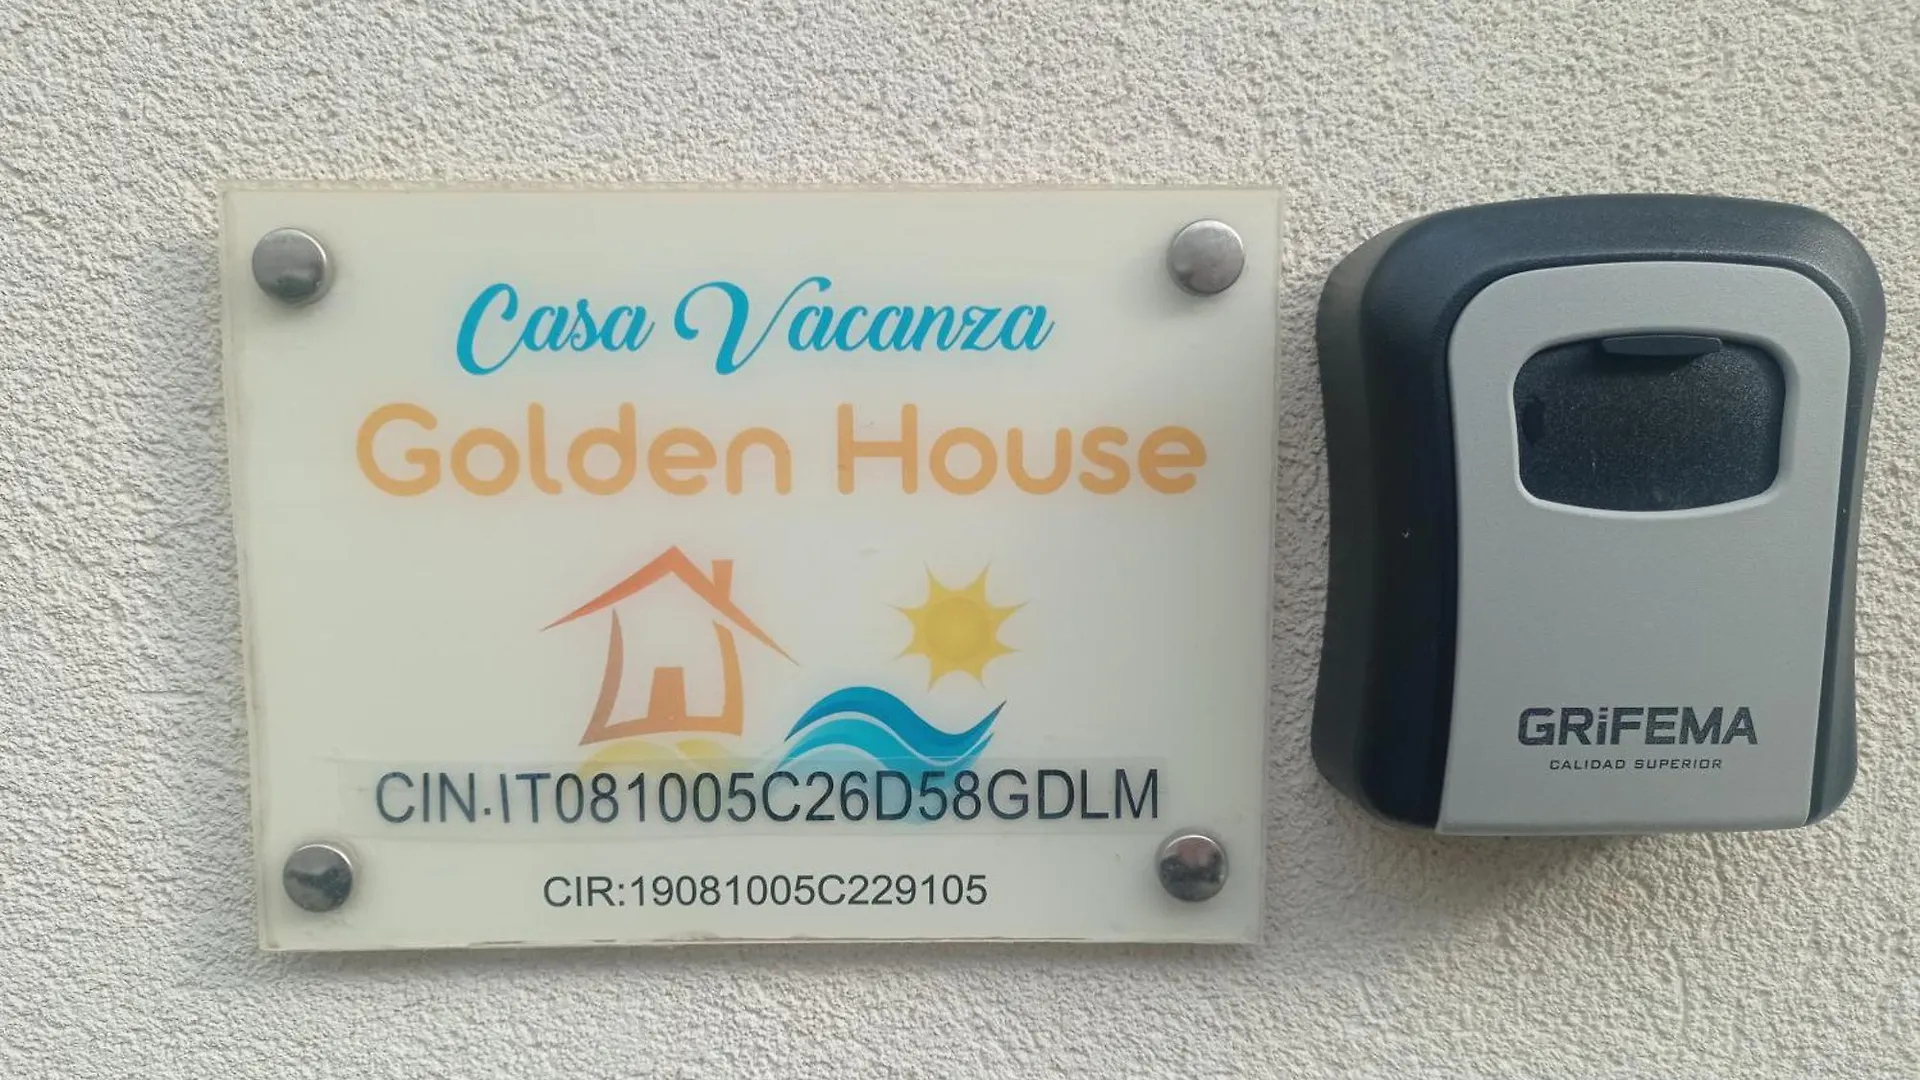 Casa Vacanza
Golden House
CIN.IT081005C26D58GDLM
CIR:19081005C229105
GRiFEMA
CALIDAD SUPERIOR